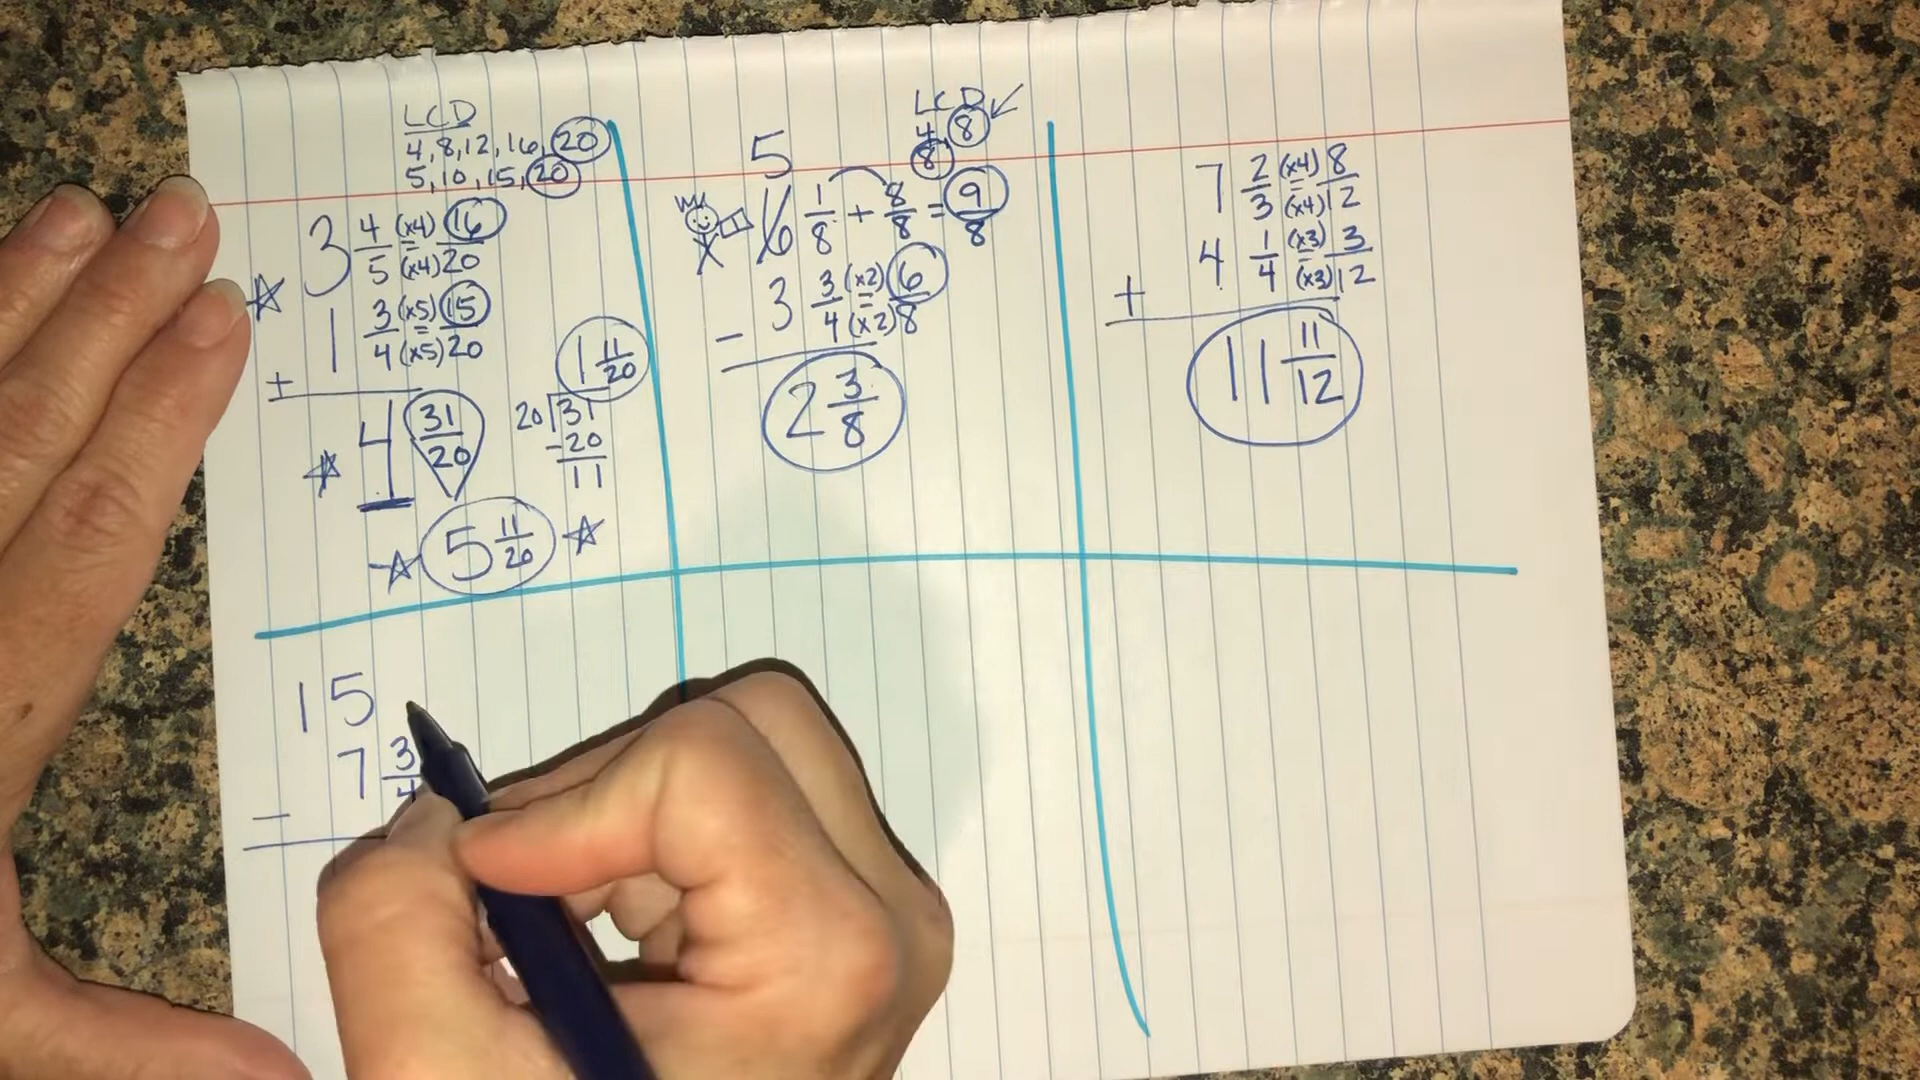 LCD
4,8,12,16,20
5,10,15,20
3 4/5 (x4) = (x4) 16/20
+ 1 3/4 (x5) = (x5) 15/20
4 31/20
1 11/20
20 31
-20
11
5 11/20
LCD
4, 8
8
5
6 1/8 + 8/8 = 9/8
- 3 3/4 (x2) = (x2) 6/8
2 3/8
7 2/3 (x4) = (x4) 8/12
+ 4 1/4 (x3) = (x3) 3/12
11 11/12
15
- 7 3/4